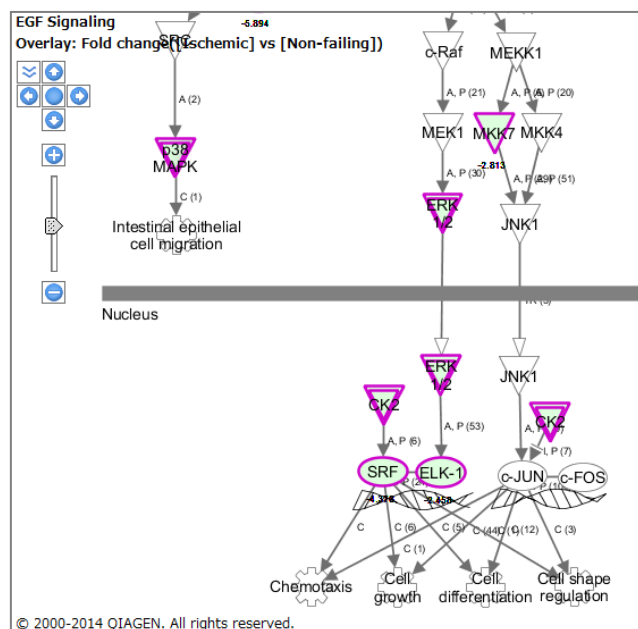 EGF Signaling
-5.894
Overlay: Fold change([Ischemic] vs [Non-failing])
SRC
c-Raf
MEKK1
A (2)
A, P (21)
A, P (20)
p38
MAPK
MEK1
MKK7
MKK4
-2.813
C (1)
A, P (30)
A, P (51)
ERK
1/2
Intestinal epithelial
cell migration
JNK1
Nucleus
ERK
1/2
JNK1
CK2
CK2
A, P (6)
A, P (53)
I, P (7)
SRF
ELK-1
c-JUN
c-FOS
-4.328
-2.458
C
C (6)
C (5)
C (44)
C (12)
C (3)
C (1)
Chemotaxis
Cell
growth
Cell
differentiation
Cell shape
regulation
© 2000-2014 QIAGEN. All rights reserved.